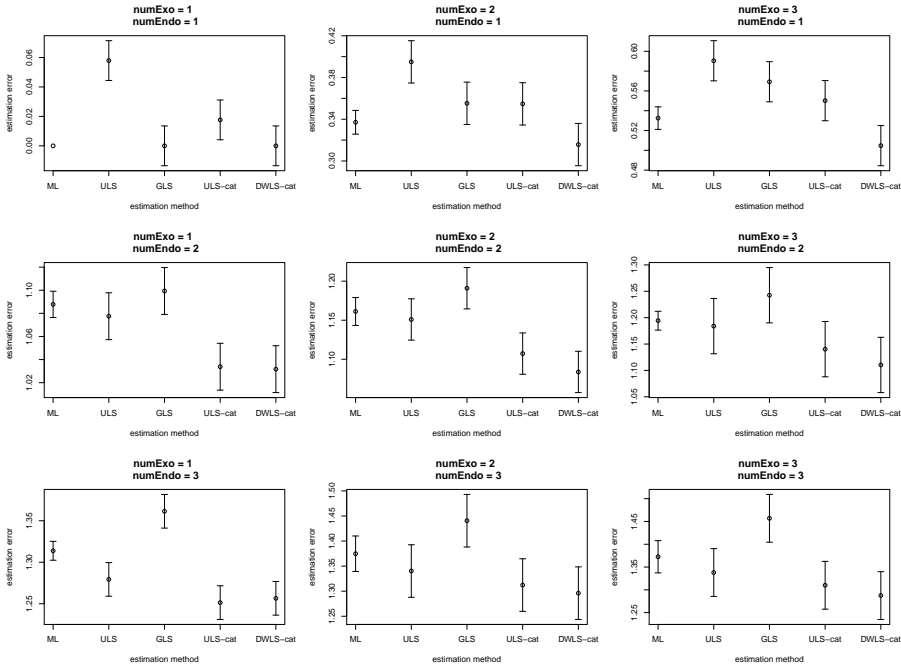 numExo = 1
numEndo = 1
estimation error
0.00
0.02
0.04
0.06
ML
ULS
GLS
ULS−cat
DWLS−cat
estimation method
numExo = 2
numEndo = 1
estimation error
0.30
0.34
0.38
0.42
ML
ULS
GLS
ULS−cat
DWLS−cat
estimation method
numExo = 3
numEndo = 1
estimation error
0.48
0.52
0.56
0.60
ML
ULS
GLS
ULS−cat
DWLS−cat
estimation method
numExo = 1
numEndo = 2
estimation error
1.02
1.06
1.10
ML
ULS
GLS
ULS−cat
DWLS−cat
estimation method
numExo = 2
numEndo = 2
estimation error
1.10
1.15
1.20
ML
ULS
GLS
ULS−cat
DWLS−cat
estimation method
numExo = 3
numEndo = 2
estimation error
1.05
1.10
1.15
1.20
1.25
1.30
ML
ULS
GLS
ULS−cat
DWLS−cat
estimation method
numExo = 1
numEndo = 3
estimation error
1.25
1.30
1.35
ML
ULS
GLS
ULS−cat
DWLS−cat
estimation method
numExo = 2
numEndo = 3
estimation error
1.25
1.30
1.35
1.40
1.45
1.50
ML
ULS
GLS
ULS−cat
DWLS−cat
estimation method
numExo = 3
numEndo = 3
estimation error
1.25
1.35
1.45
ML
ULS
GLS
ULS−cat
DWLS−cat
estimation method